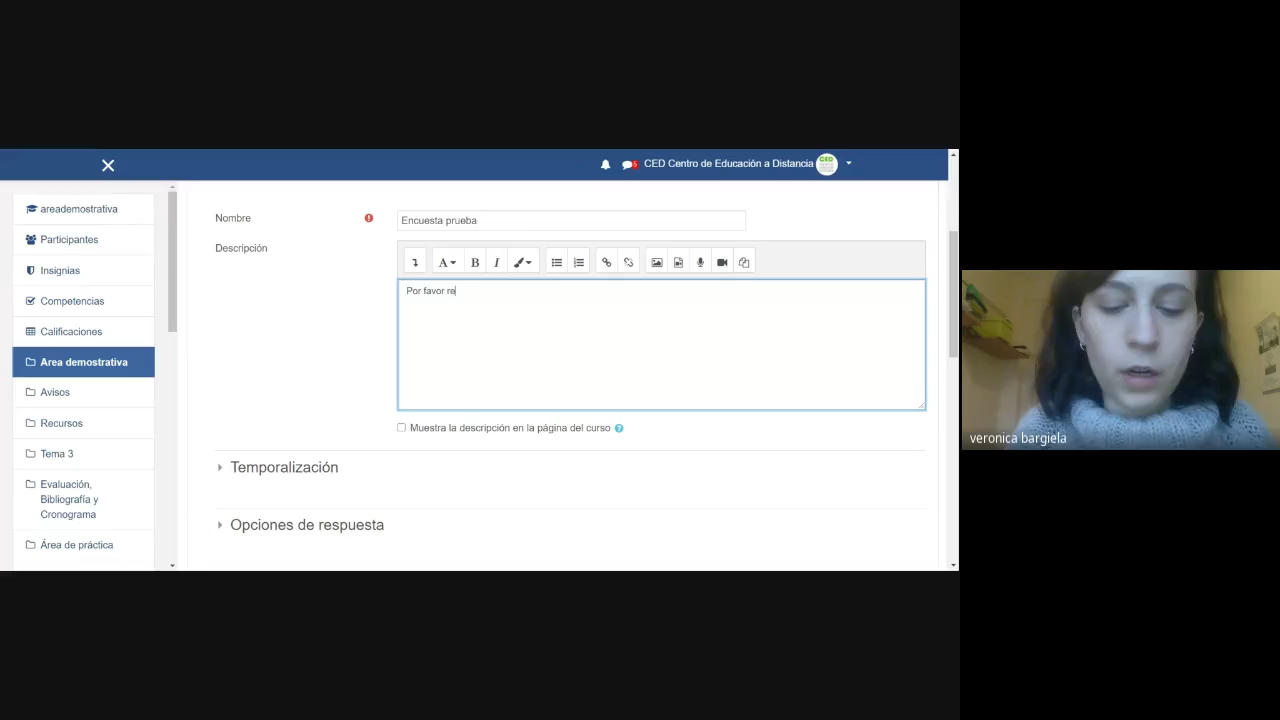 CED Centro de Educación a Distancia
areademostrativa
Participantes
Insignias
Competencias
Calificaciones
Area demostrativa
Avisos
Recursos
Tema 3
Evaluación,
Bibliografía y
Cronograma
Área de práctica
Nombre
Encuesta prueba
Descripción
Por favor re
Muestra la descripción en la página del curso
Temporalización
Opciones de respuesta
veronica bargiela